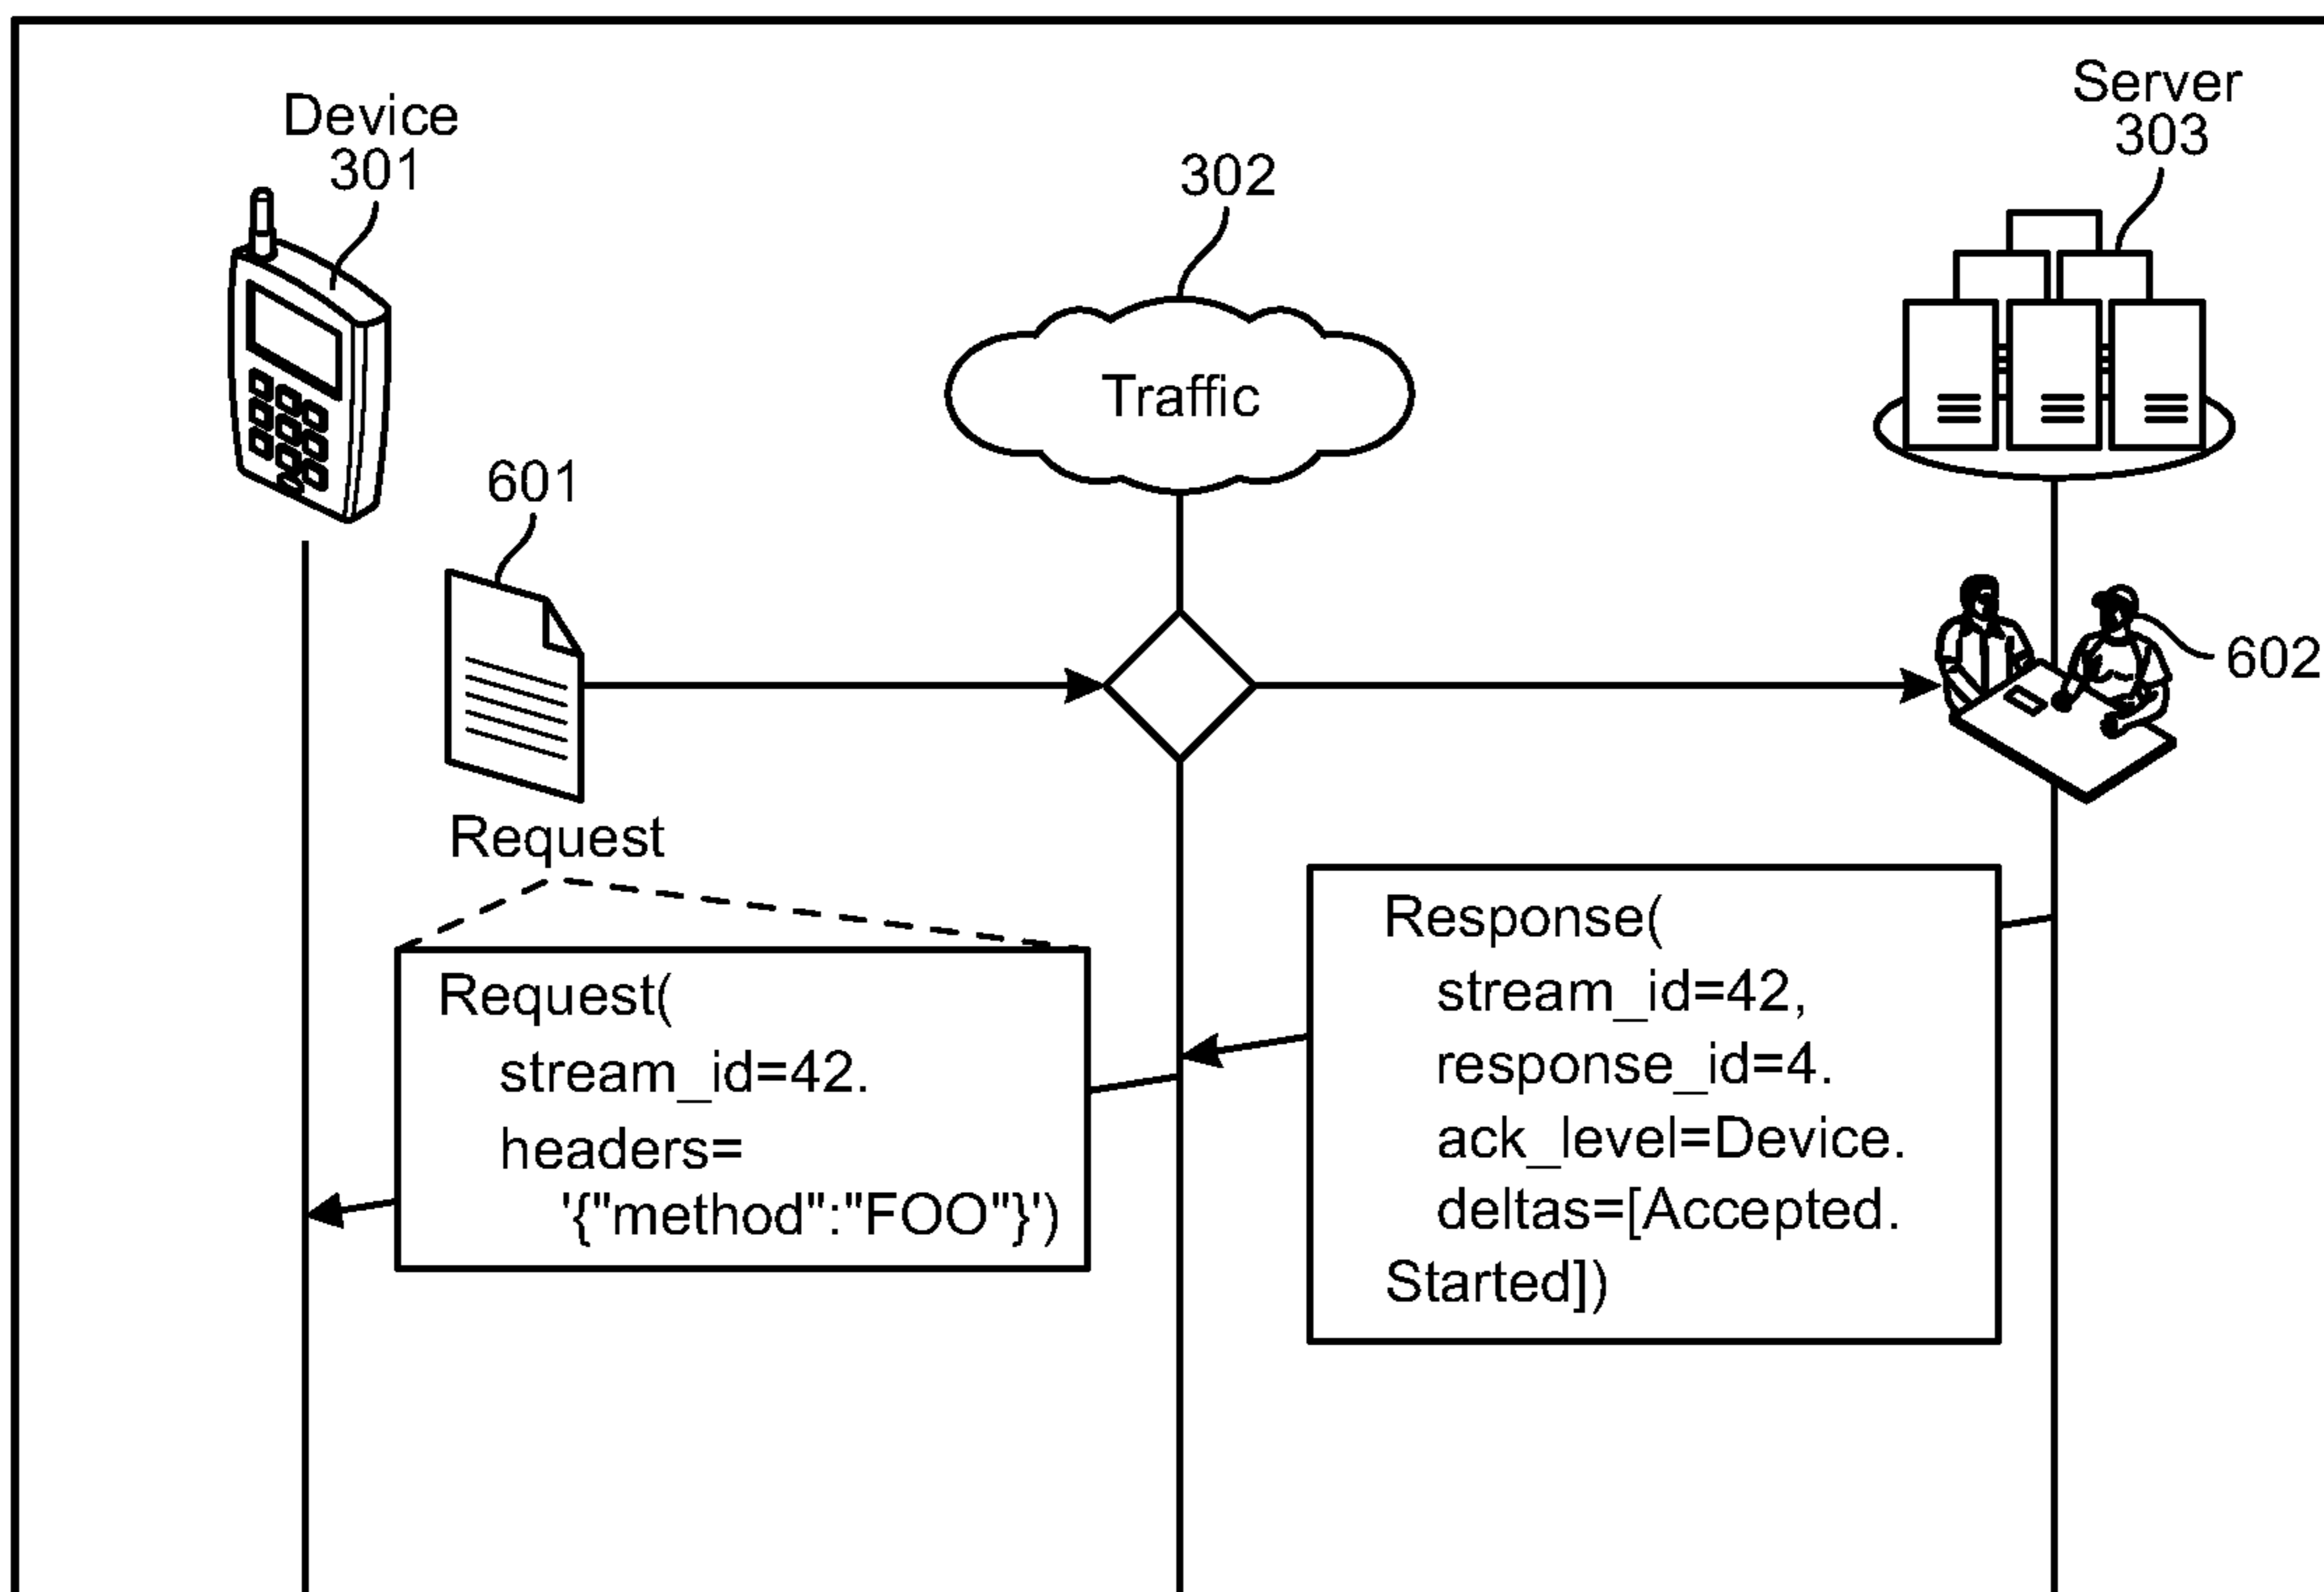 Device
301
302
Server
303
Traffic
601
602
Request
Request(
stream_id=42.
headers=
'{"method":"FOO"}')
Response(
stream_id=42,
response_id=4.
ack_level=Device.
deltas=[Accepted.
Started])